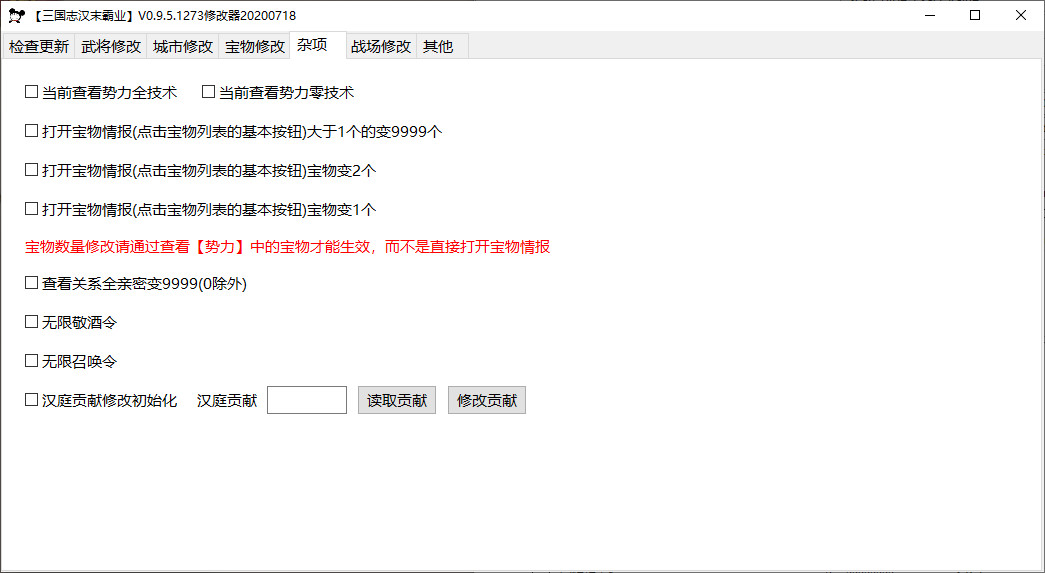 【三国志汉末霸业】V0.9.5.1273修改器20200718
检查更新 武将修改 城市修改 宝物修改 杂项 战场修改 其他
当前查看势力全技术 当前查看势力零技术
打开宝物情报(点击宝物列表的基本按钮)大于1个的变9999个
打开宝物情报(点击宝物列表的基本按钮)宝物变2个
打开宝物情报(点击宝物列表的基本按钮)宝物变1个
宝物数量修改请通过查看【势力】中的宝物才能生效，而不是直接打开宝物情报
查看关系全亲密变9999(0除外)
无限敬酒令
无限召唤令
汉庭贡献修改初始化 汉庭贡献 读取贡献 修改贡献